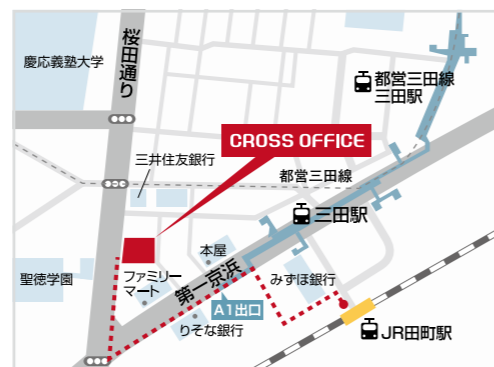 慶応義塾大学
桜田通り
都営三田線
三田駅
CROSS OFFICE
三井住友銀行
都営三田線
三田駅
本屋
聖徳学園
ファミリー
マート
第一京浜
みずほ銀行
A1出口
りそな銀行
JR田町駅